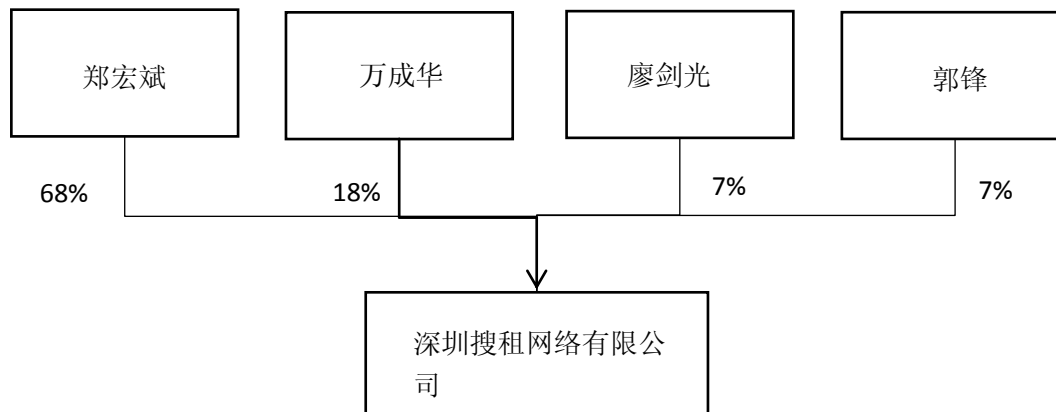 郑宏斌
万成华
廖剑光
郭锋
68%
18%
7%
7%
深圳搜租网络有限公
司